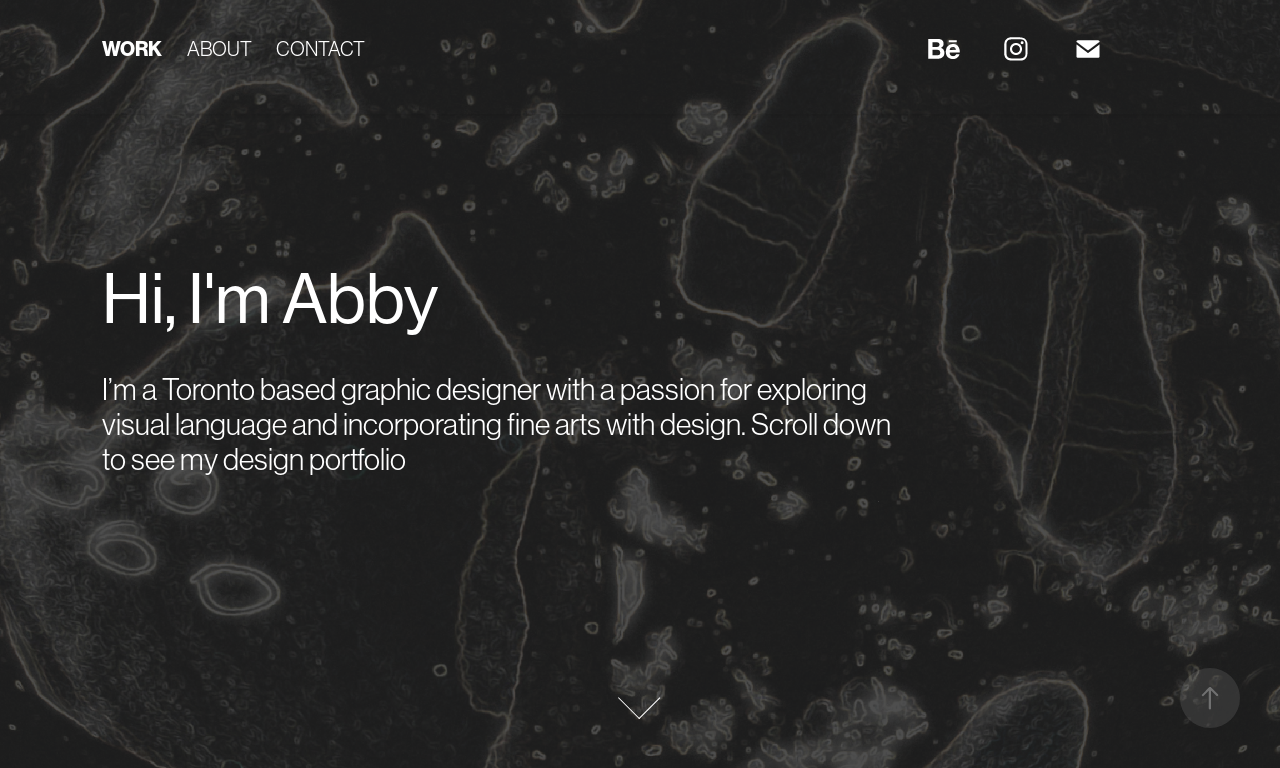 WORK ABOUT CONTACT Bē
Hi, I'm Abby
I’m a Toronto based graphic designer with a passion for exploring
visual language and incorporating fine arts with design. Scroll down
to see my design portfolio